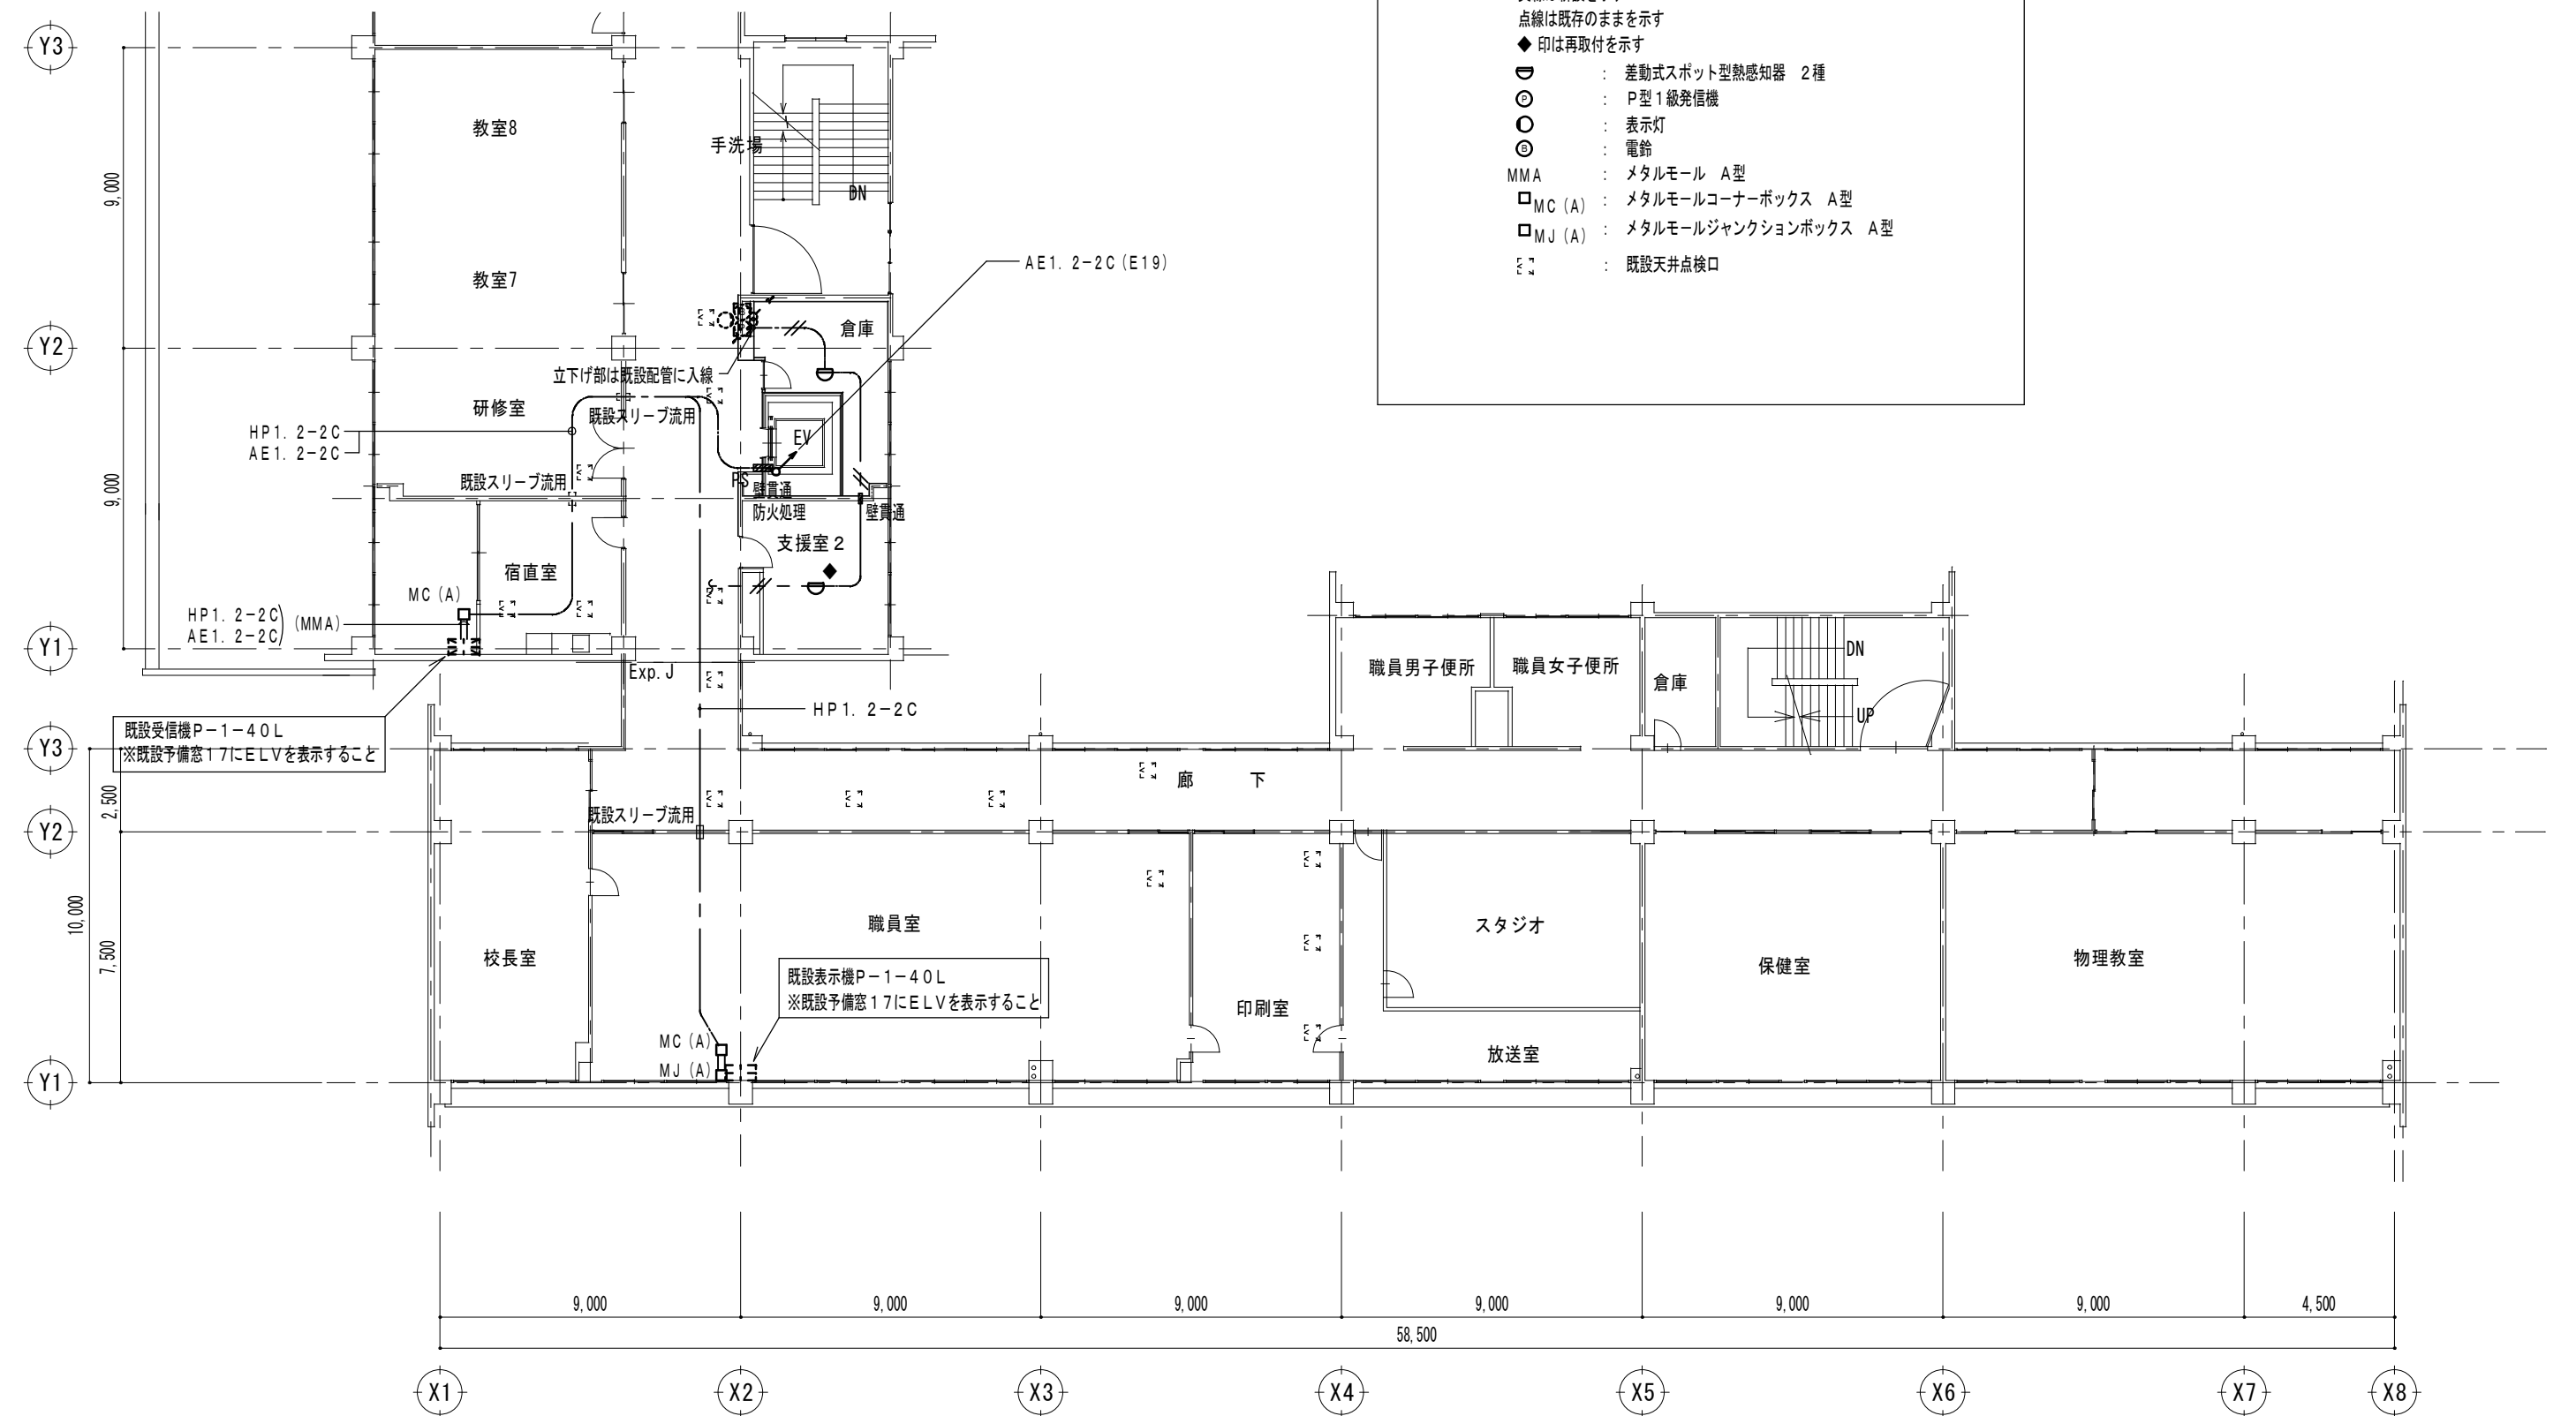 点線は既存のままを示す
◆ 印は再取付を示す
： 差動式スポット型熱感知器 2種
P ： P型1級発信機
： 表示灯
B ： 電鈴
MMA ： メタルモール A型
MC(A) ： メタルモールコーナーボックス A型
MJ(A) ： メタルモールジャンクションボックス A型
： 既設天井点検口
Y3
9,000
Y2
9,000
Y1
教室8
教室7
手洗場
DN
AE1.2-2C(E19)
倉庫
立下げ部は既設配管に入線
研修室
既設スリーブ流用
HP1.2-2C
AE1.2-2C
EV
既設スリーブ流用
PS
壁貫通
防火処理
壁貫通
支援室2
宿直室
MC(A)
HP1.2-2C
AE1.2-2C
(MMA)
Exp.J
HP1.2-2C
既設受信機P-1-40L
※既設予備窓17にELVを表示すること
職員男子便所
職員女子便所
倉庫
DN
UP
Y3
2,500
Y2
10,000
7,500
Y1
廊 下
既設スリーブ流用
校長室
職員室
既設表示機P-1-40L
※既設予備窓17にELVを表示すること
MC(A)
MJ(A)
印刷室
スタジオ
放送室
保健室
物理教室
9,000 9,000 9,000 9,000 9,000 9,000 4,500
58,500
X1 X2 X3 X4 X5 X6 X7 X8